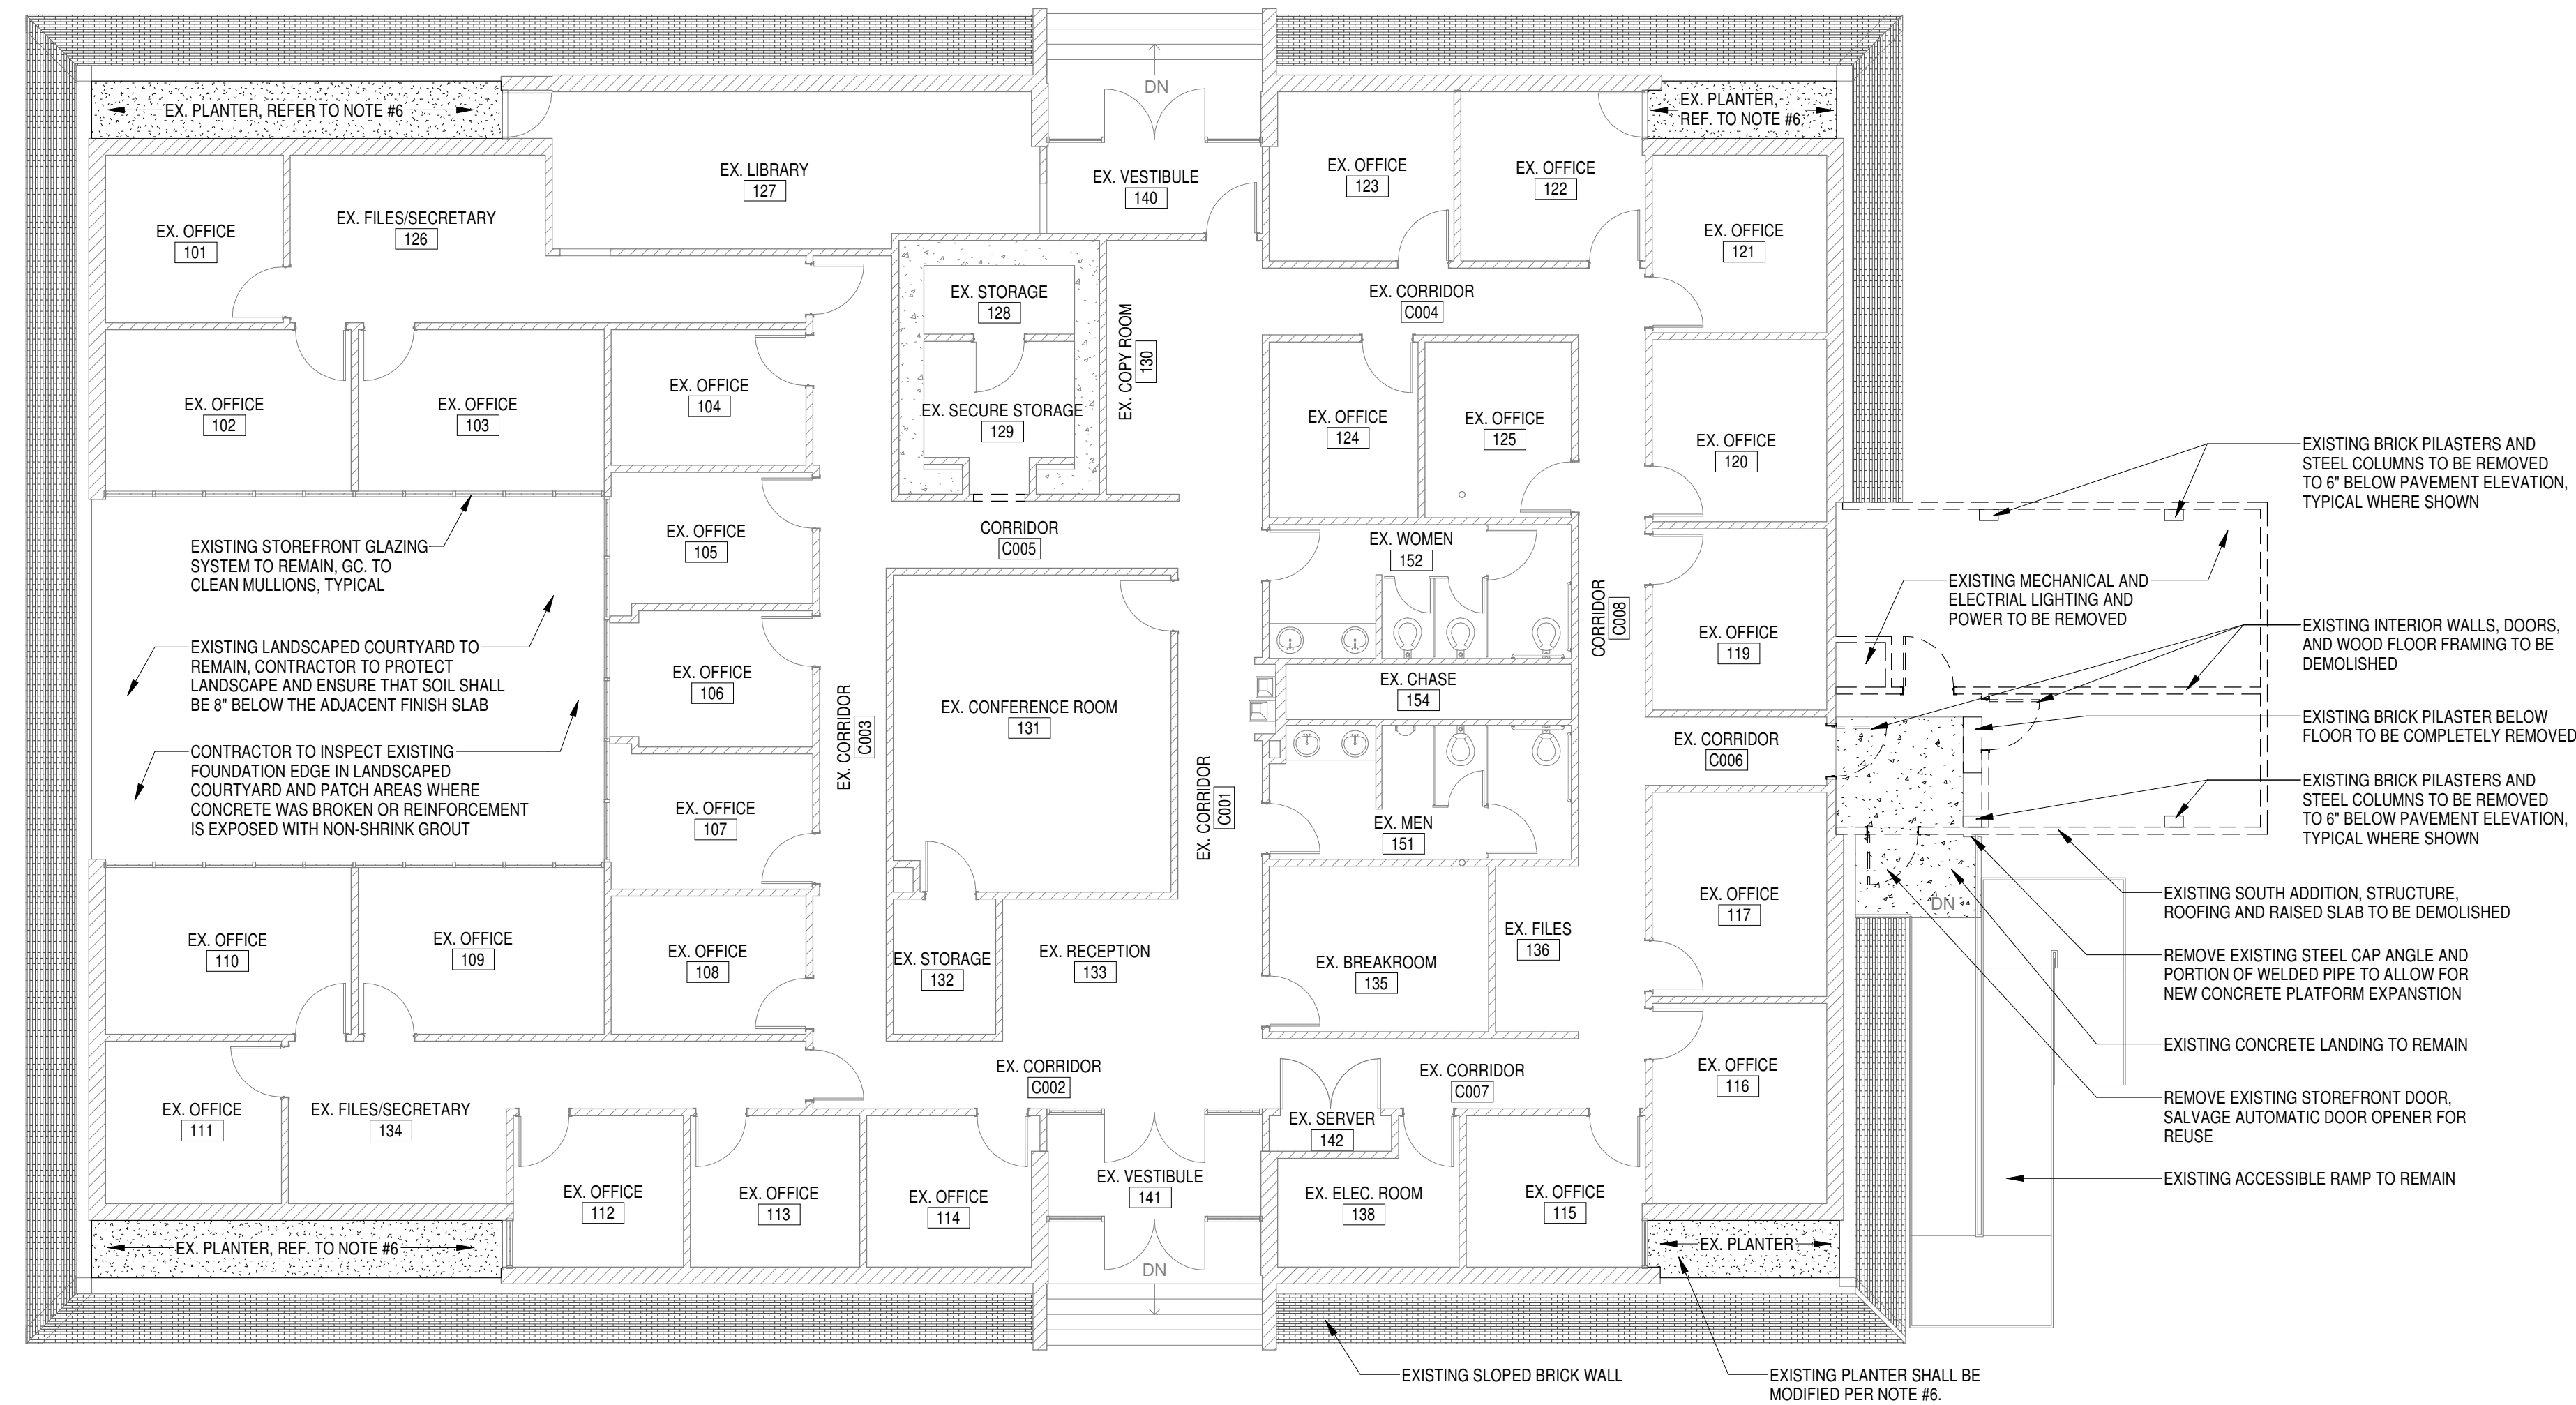 DN
EX. PLANTER, REFER TO NOTE #6
EX. PLANTER,
REF. TO NOTE #6
EX. LIBRARY
127
EX. VESTIBULE
140
EX. OFFICE
123
EX. OFFICE
122
EX. OFFICE
101
EX. FILES/SECRETARY
126
EX. OFFICE
121
EX. STORAGE
128
EX. CORRIDOR
C004
EX. COPY ROOM
130
EX. OFFICE
102
EX. OFFICE
103
EX. OFFICE
104
EX. SECURE STORAGE
129
EX. OFFICE
124
EX. OFFICE
125
EX. OFFICE
120
EXISTING BRICK PILASTERS AND
STEEL COLUMNS TO BE REMOVED
TO 6" BELOW PAVEMENT ELEVATION,
TYPICAL WHERE SHOWN
EXISTING STOREFRONT GLAZING
SYSTEM TO REMAIN, GC. TO
CLEAN MULLIONS, TYPICAL
EX. OFFICE
105
CORRIDOR
C005
EX. WOMEN
152
CORRIDOR
C008
EXISTING MECHANICAL AND
ELECTRIAL LIGHTING AND
POWER TO BE REMOVED
EXISTING LANDSCAPED COURTYARD TO
REMAIN, CONTRACTOR TO PROTECT
LANDSCAPE AND ENSURE THAT SOIL SHALL
BE 8" BELOW THE ADJACENT FINISH SLAB
EX. OFFICE
106
EX. OFFICE
119
EXISTING INTERIOR WALLS, DOORS,
AND WOOD FLOOR FRAMING TO BE
DEMOLISHED
EX. CORRIDOR
C003
EX. CONFERENCE ROOM
131
EX. CHASE
154
EXISTING BRICK PILASTER BELOW
FLOOR TO BE COMPLETELY REMOVED
CONTRACTOR TO INSPECT EXISTING
FOUNDATION EDGE IN LANDSCAPED
COURTYARD AND PATCH AREAS WHERE
CONCRETE WAS BROKEN OR REINFORCEMENT
IS EXPOSED WITH NON-SHRINK GROUT
EX. OFFICE
107
EX. CORRIDOR
C001
EX. MEN
151
EX. CORRIDOR
C006
EXISTING BRICK PILASTERS AND
STEEL COLUMNS TO BE REMOVED
TO 6" BELOW PAVEMENT ELEVATION,
TYPICAL WHERE SHOWN
EX. OFFICE
117
DN
EXISTING SOUTH ADDITION, STRUCTURE,
ROOFING AND RAISED SLAB TO BE DEMOLISHED
EX. OFFICE
110
EX. OFFICE
109
EX. OFFICE
108
EX. STORAGE
132
EX. RECEPTION
133
EX. BREAKROOM
135
EX. FILES
136
REMOVE EXISTING STEEL CAP ANGLE AND
PORTION OF WELDED PIPE TO ALLOW FOR
NEW CONCRETE PLATFORM EXPANSTION
EXISTING CONCRETE LANDING TO REMAIN
EX. CORRIDOR
C002
EX. CORRIDOR
C007
EX. OFFICE
116
REMOVE EXISTING STOREFRONT DOOR,
SALVAGE AUTOMATIC DOOR OPENER FOR
REUSE
EX. OFFICE
111
EX. FILES/SECRETARY
134
EX. SERVER
142
EX. VESTIBULE
141
EXISTING ACCESSIBLE RAMP TO REMAIN
EX. OFFICE
112
EX. OFFICE
113
EX. OFFICE
114
EX. ELEC. ROOM
138
EX. OFFICE
115
EX. PLANTER, REF. TO NOTE #6
EX. PLANTER
DN
EXISTING SLOPED BRICK WALL
EXISTING PLANTER SHALL BE
MODIFIED PER NOTE #6.